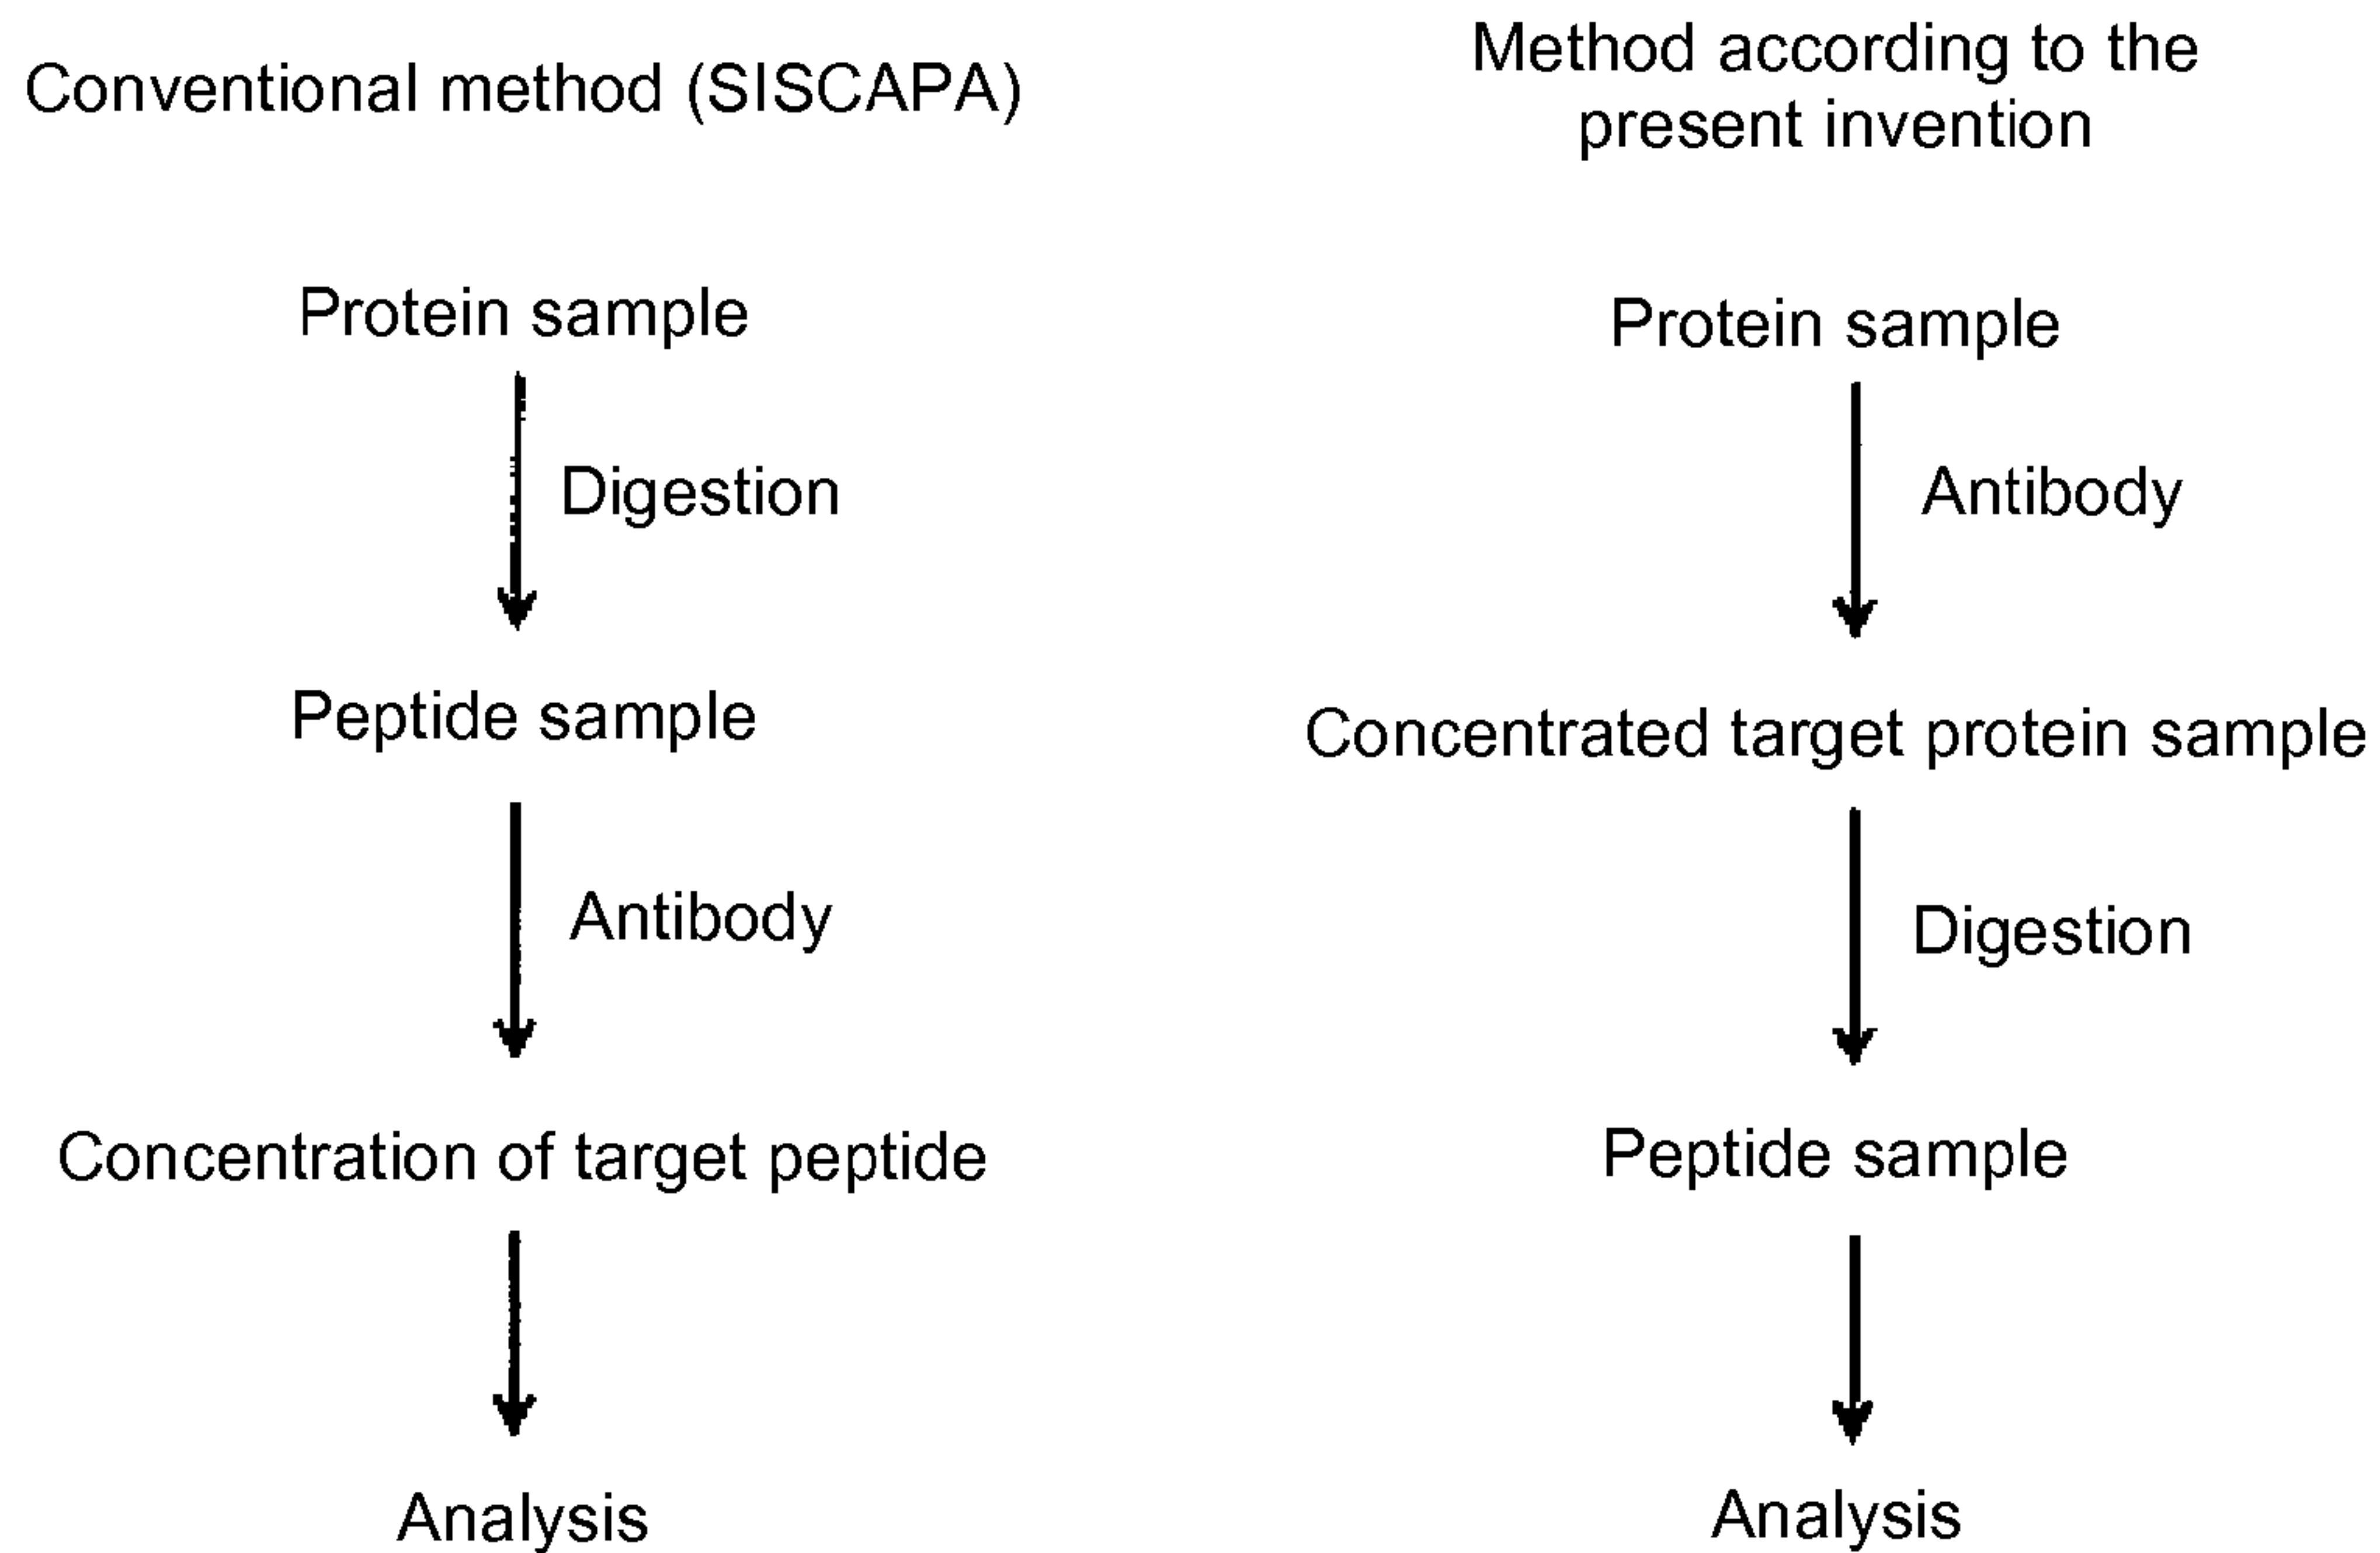 Conventional method (SISCAPA)
Protein sample
Digestion
Peptide sample
Antibody
Concentration of target peptide
Analysis
Method according to the
present invention
Protein sample
Antibody
Concentrated target protein sample
Digestion
Peptide sample
Analysis